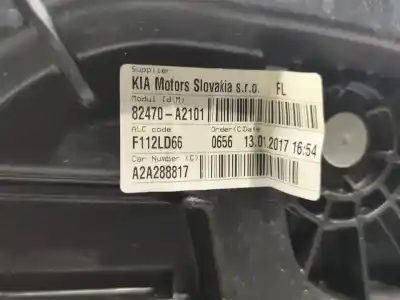 Supplier
KIA Motors Slovakia s.r.o. FL
Modul (d:M)
82470-A2101
ALC code Order(C)Date
F112LD66 0656 13.01.2017 16:54
Car Number (C)
A2A288817